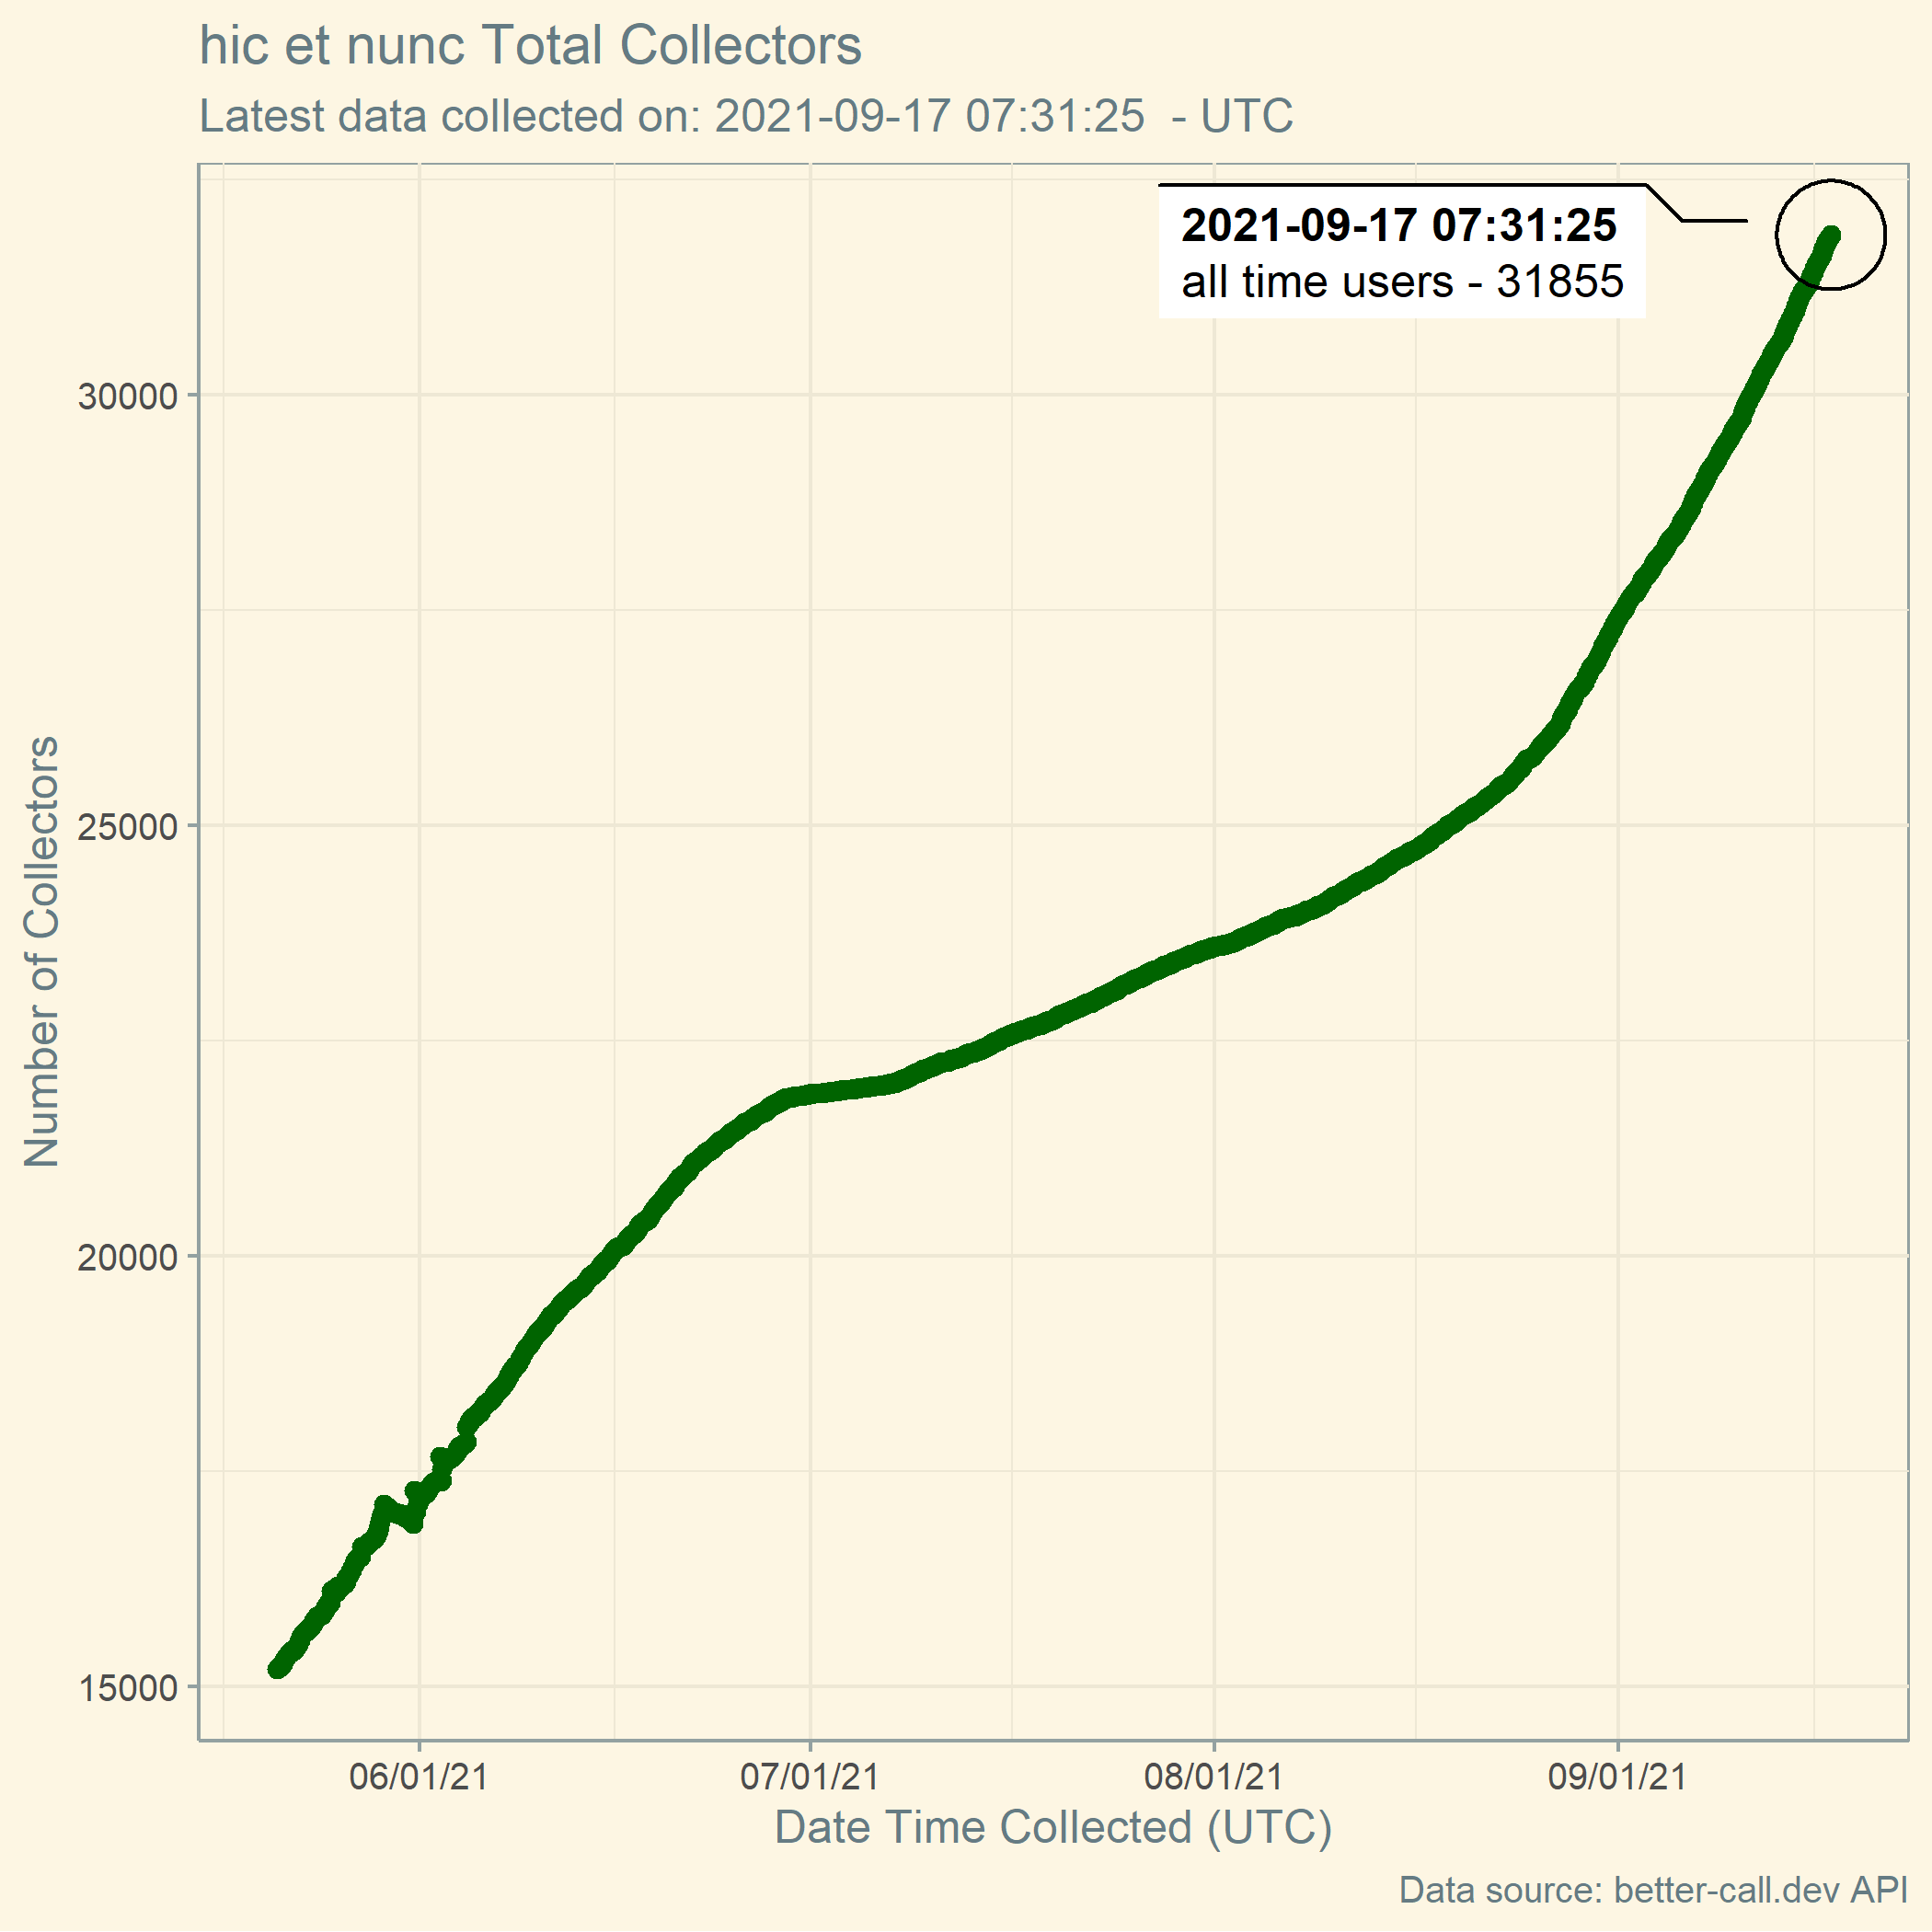 hic et nunc Total Collectors
Latest data collected on: 2021-09-17 07:31:25  - UTC
2021-09-17 07:31:25
all time users - 31855
Number of Collectors
30000
25000
20000
15000
06/01/21
07/01/21
08/01/21
09/01/21
Date Time Collected (UTC)
Data source: better-call.dev API